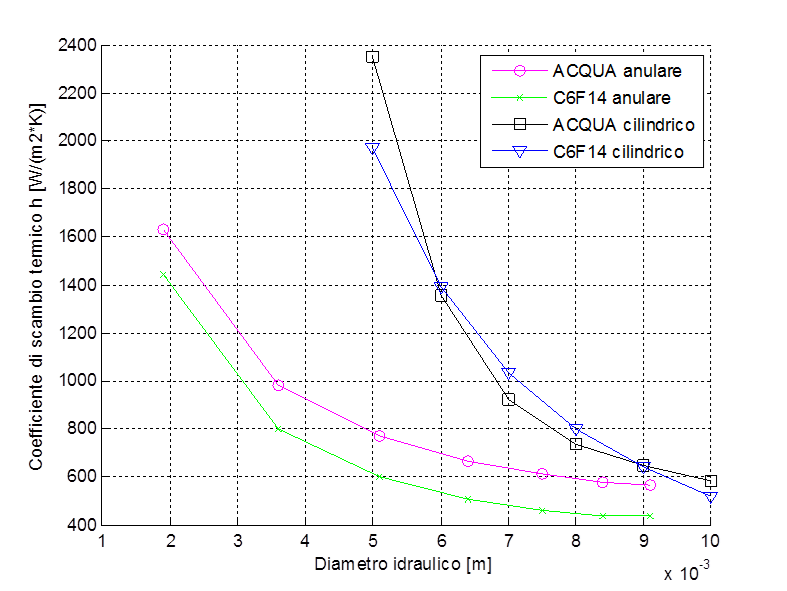 2400
2200
2000
1800
1600
1400
1200
1000
800
600
400
Coefficiente di scambio termico h [W/(m2*K)]
ACQUA anulare
C6F14 anulare
ACQUA cilindrico
C6F14 cilindrico
1 2 3 4 5 6 7 8 9 10
Diametro idraulico [m]
x 10-3